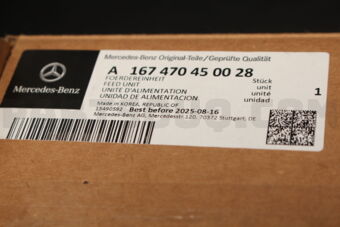 Mercedes-Benz Original-Teile/Geprüfte Qualität
A 167 470 45 00 28
FOERDEREINHEIT
FEED UNIT
UNITÉ D'ALIMENTATION
UNIDAD DE ALIMENTACION
Stück
unit
unité
unidad
1
Made in KOREA, REPUBLIC OF
15490592
Best before 2025-08-16
Mercedes-Benz AG, Mercedesstr.120, 70372 Stuttgart, DE
Mercedes-Benz